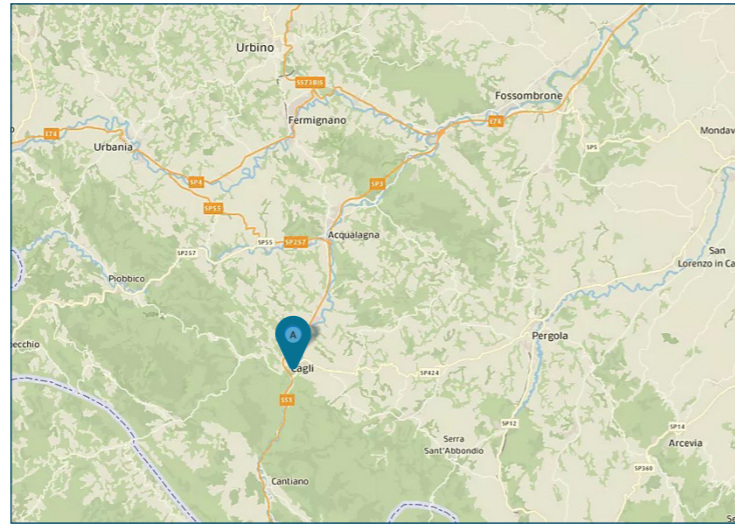 Urbino
SS73BIS
Fossombrone
Fermignano
E78
E78
Urbania
SP5
Mondav
SP4
SP3
SP55
Acqualagna
SP55
SP257
SP257
San
Lorenzo in Ca
Piobbico
Pergola
A
ecchio
Cagli
SP424
SS3
SP12
SP14
Serra
Sant'Abbondio
Arcevia
SP360
Cantiano